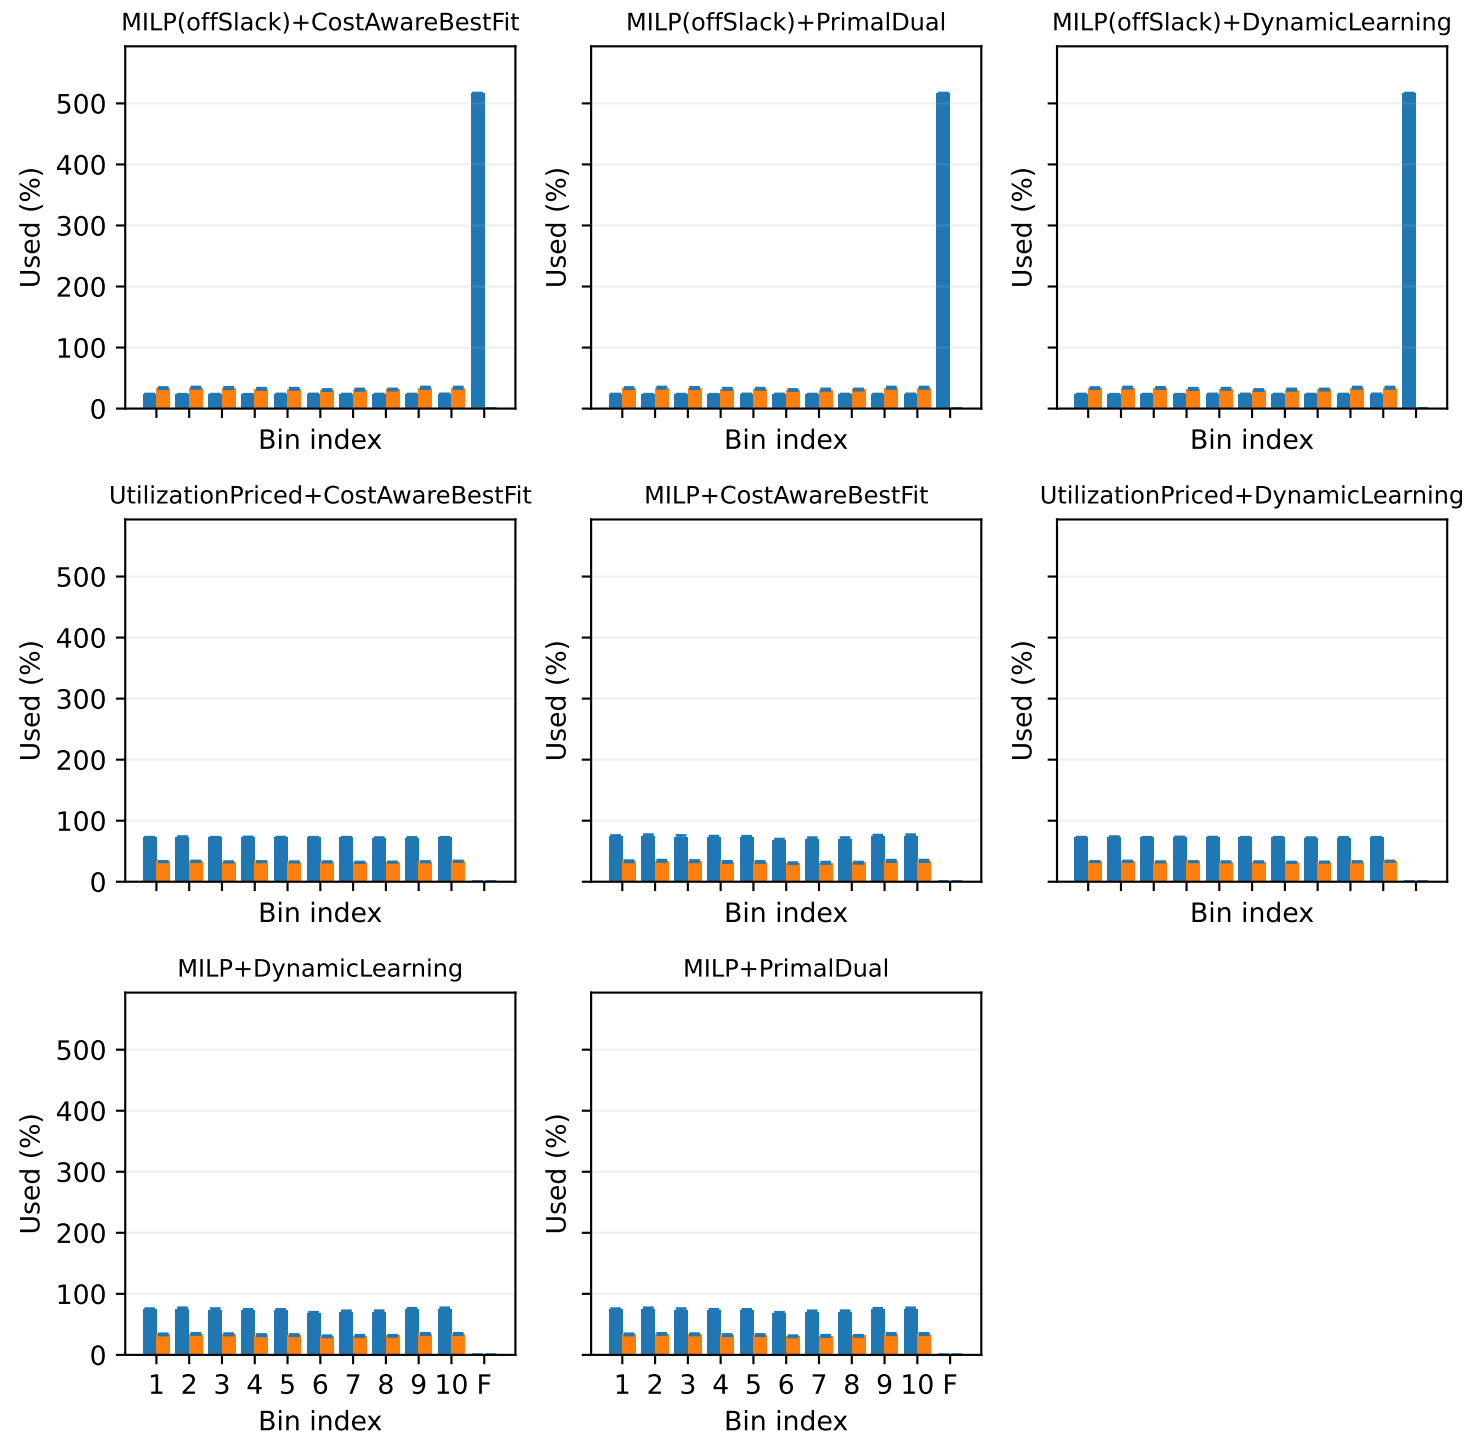 MILP(offSlack)+CostAwareBestFit
MILP(offSlack)+PrimalDual
MILP(offSlack)+DynamicLearning
Used (%)
500
400
300
200
100
0
Bin index
Used (%)
Bin index
Used (%)
Bin index
UtilizationPriced+CostAwareBestFit
MILP+CostAwareBestFit
UtilizationPriced+DynamicLearning
Used (%)
500
400
300
200
100
0
Bin index
Used (%)
Bin index
Used (%)
Bin index
MILP+DynamicLearning
MILP+PrimalDual
Used (%)
500
400
300
200
100
0
1 2 3 4 5 6 7 8 9 10 F
Bin index
Used (%)
1 2 3 4 5 6 7 8 9 10 F
Bin index